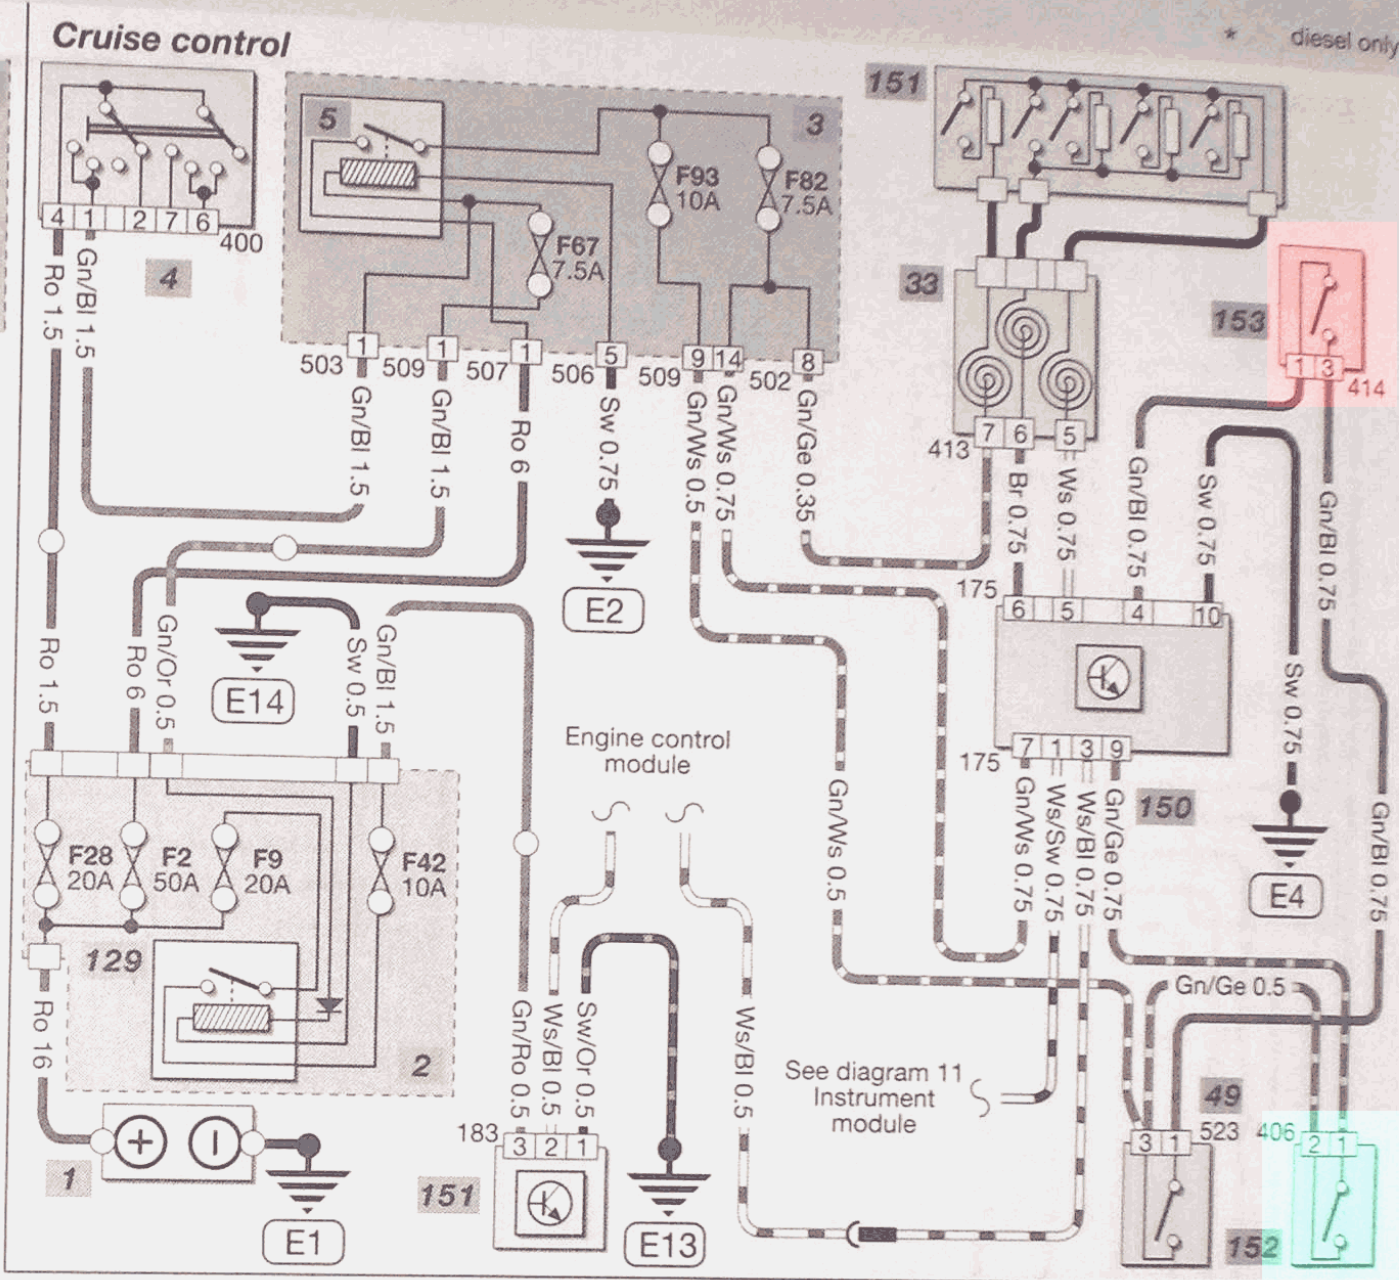 Cruise control
* diesel only
4 1 2 7 6
400
4
5
3
F93
10A
F82
7.5A
F67
7.5A
1 1 1 5 9 14 8
503 509 507 506 509 502
151
33
7 6 5
413
153
1 3
414
Ro 1.5
Gn/Bl 1.5
Gn/Bl 1.5
Gn/Bl 1.5
Ro 6
Sw 0.75
Gn/Ws 0.5
Gn/Ws 0.75
Gn/Ge 0.35
Br 0.75
Ws 0.75
Gn/Bl 0.75
Sw 0.75
Gn/Bl 0.75
E2
175
6 5 4 10
Ro 1.5
Ro 6
Gn/Or 0.5
E14
Sw 0.5
Gn/Bl 1.5
Sw 0.75
Engine control
module
175
7 1 3 9
150
Gn/Ws 0.5
Gn/Ws 0.75
Ws/Sw 0.75
Ws/Bl 0.75
Gn/Ge 0.75
E4
Gn/Bl 0.75
F28
20A
F2
50A
F9
20A
F42
10A
129
2
Ro 16
Gn/Ro 0.5
Ws/Bl 0.5
Sw/Or 0.5
Ws/Bl 0.5
Gn/Ge 0.5
See diagram 11
Instrument
module
+ −
1
E1
183
3 2 1
151
E13
49
3 1
523
406
2 1
152